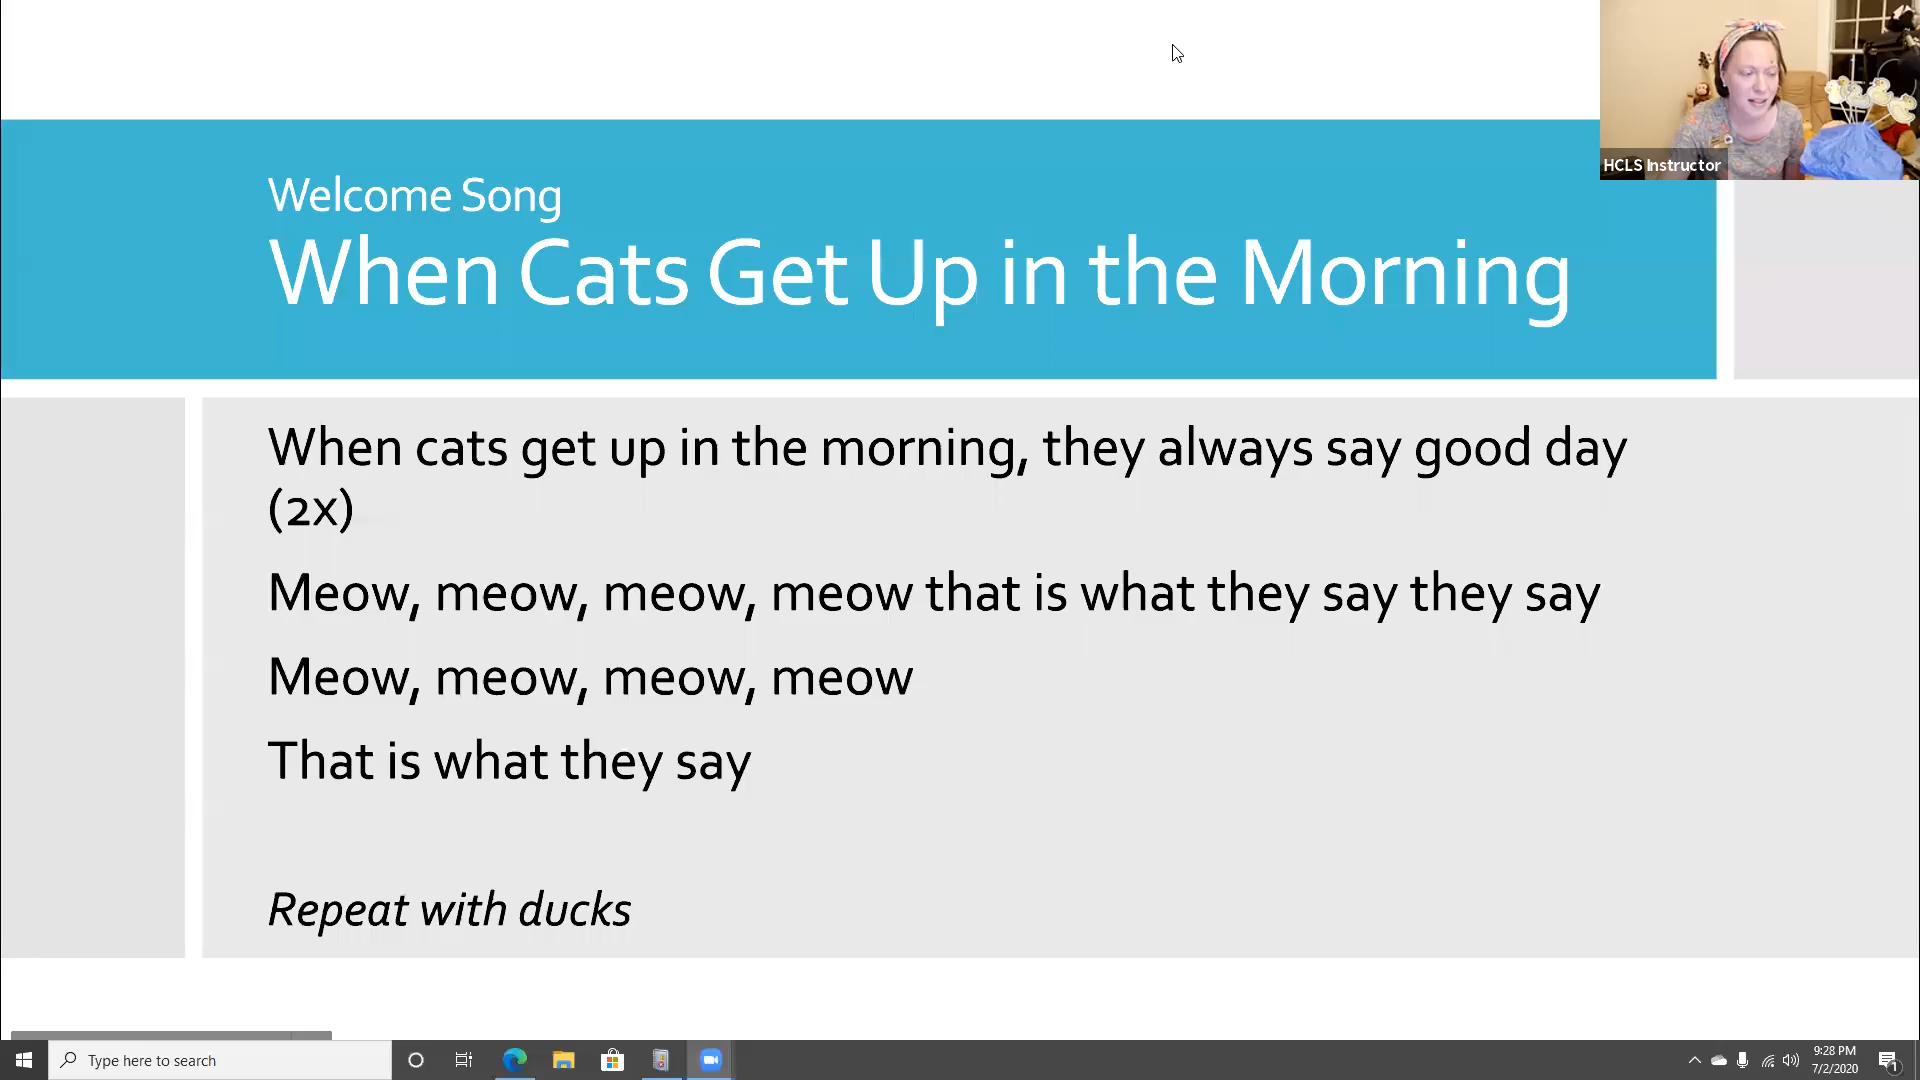 HCLS Instructor
Welcome Song
When Cats Get Up in the Morning
When cats get up in the morning, they always say good day
(2x)
Meow, meow, meow, meow that is what they say they say
Meow, meow, meow, meow
That is what they say
Repeat with ducks
Type here to search
9:28 PM
7/2/2020
1